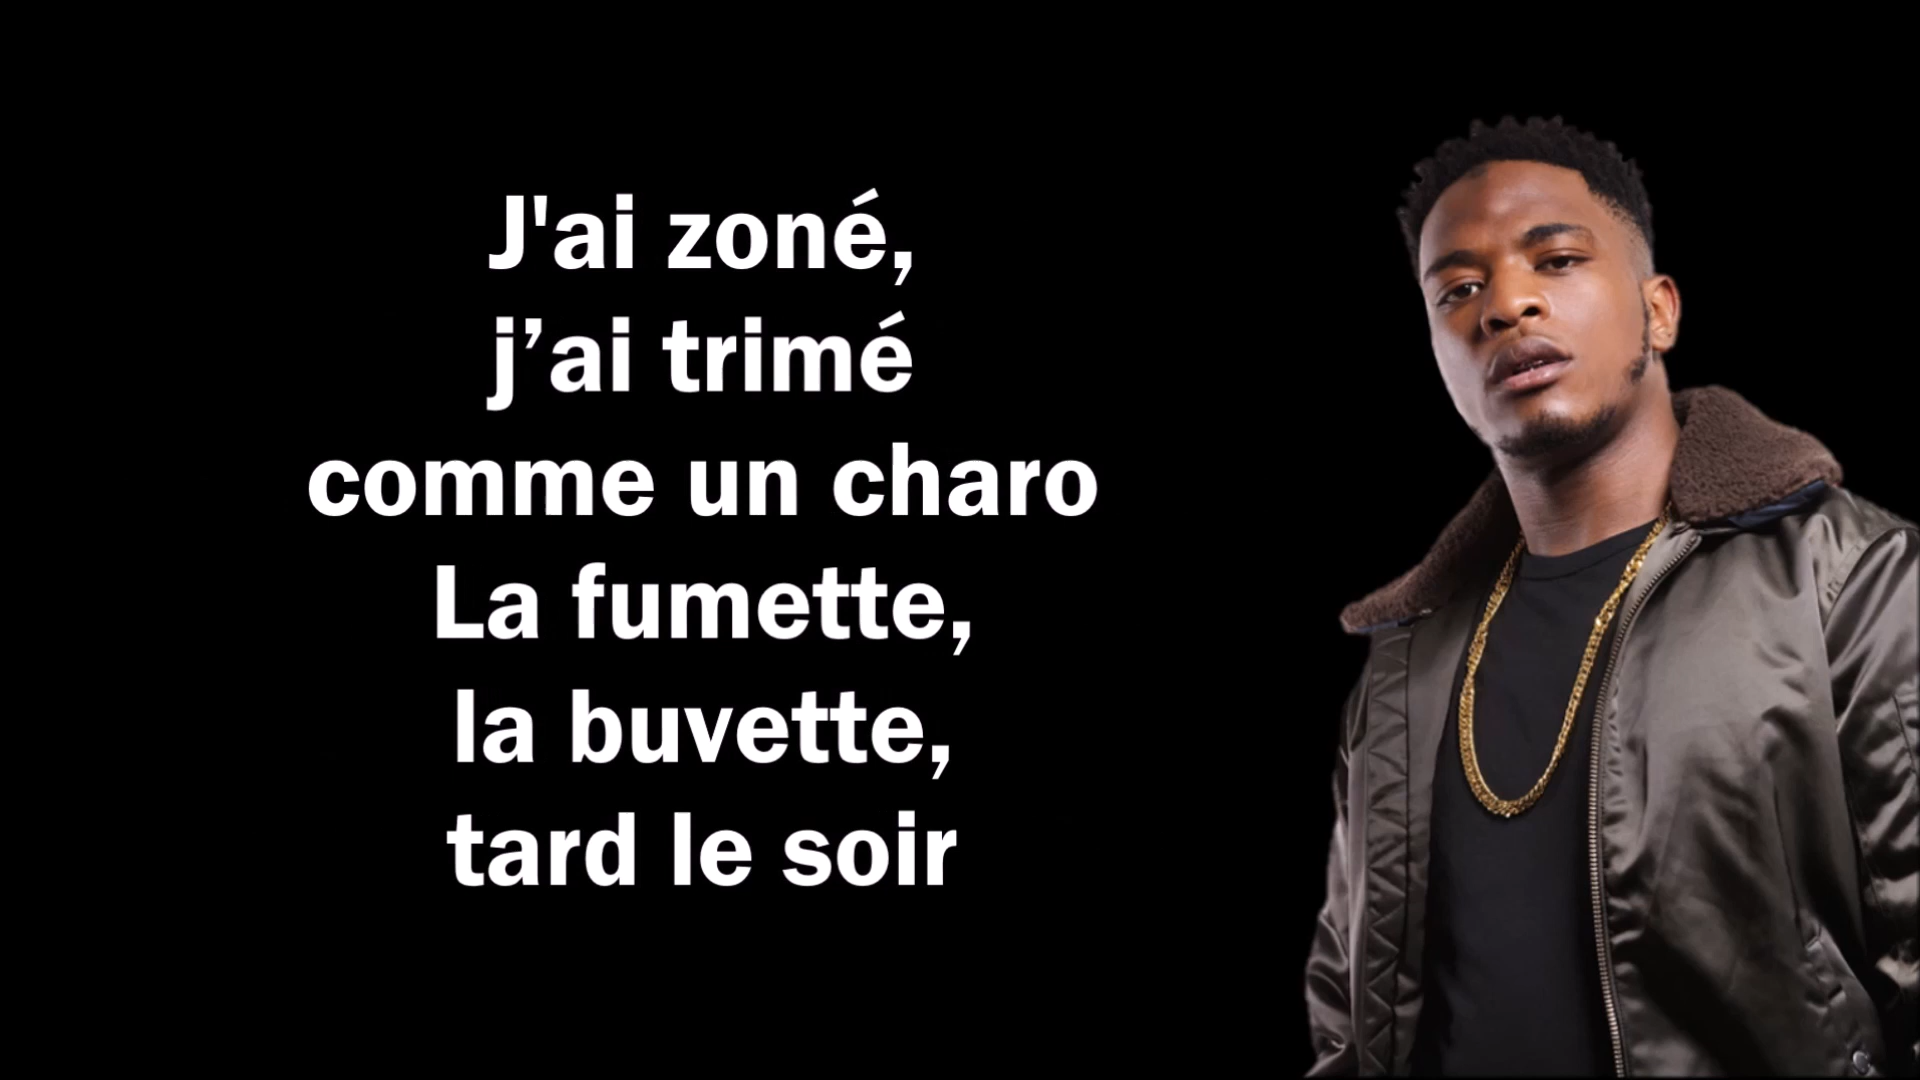 J'ai zoné,
j’ai trimé
comme un charo
La fumette,
la buvette,
tard le soir